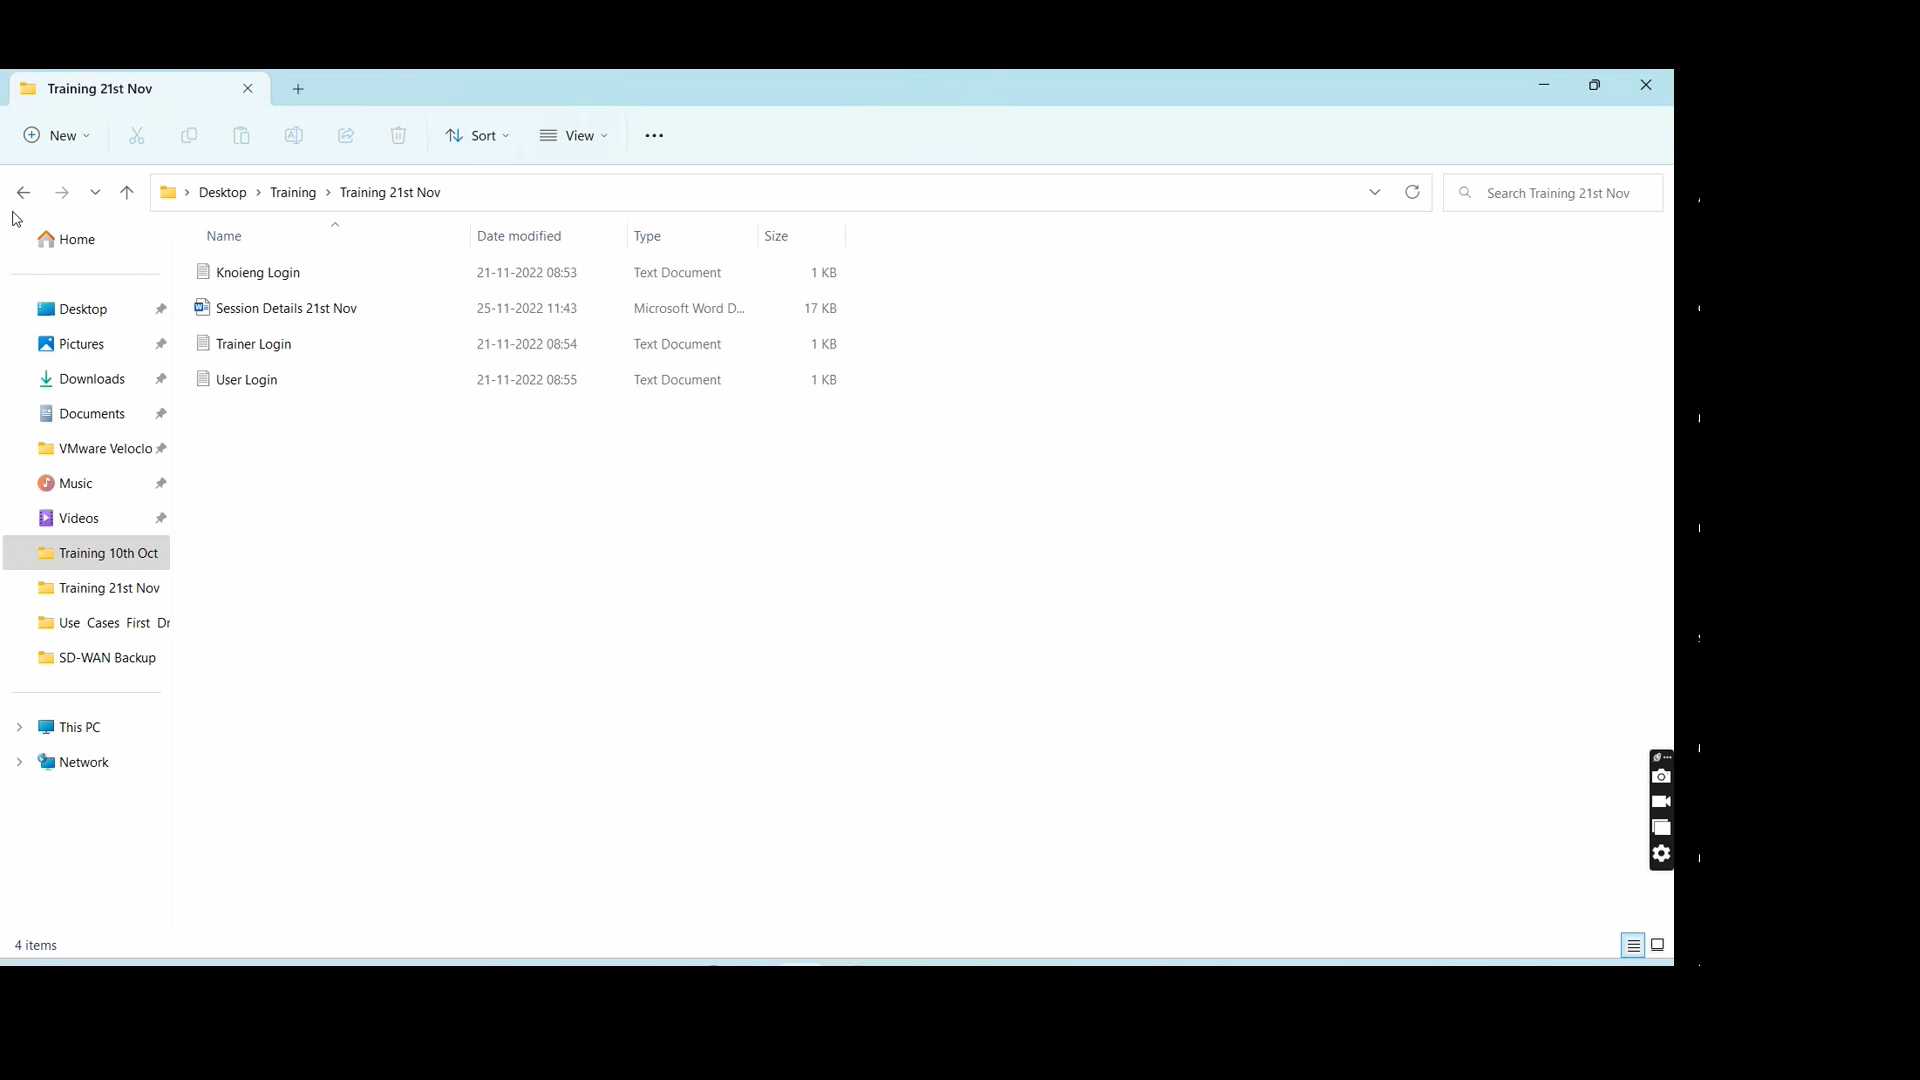 Training 21st Nov
New
Sort
View
Desktop
Training
Training 21st Nov
Search Training 21st Nov
Home
Desktop
Pictures
Downloads
Documents
VMware Veloclo
Music
Videos
Training 10th Oct
Training 21st Nov
Use Cases First Dr
SD-WAN Backup
This PC
Network
Name Date modified Type Size
Knoieng Login 21-11-2022 08:53 Text Document 1 KB
Session Details 21st Nov 25-11-2022 11:43 Microsoft Word D... 17 KB
Trainer Login 21-11-2022 08:54 Text Document 1 KB
User Login 21-11-2022 08:55 Text Document 1 KB
4 items